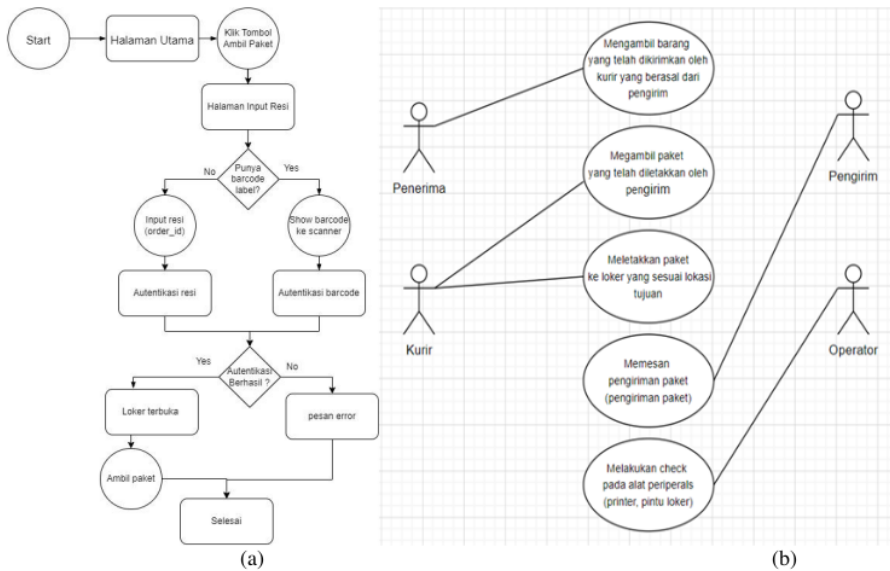 Start
Halaman Utama
Klik Tombol
Ambil Paket
Halaman Input Resi
Punya
barcode
label?
No
Yes
Input resi
(order_id)
Show barcode
ke scanner
Autentikasi resi
Autentikasi barcode
Autentikasi
Berhasil ?
Yes
No
Loker terbuka
pesan error
Ambil paket
Selesai
(a)
Mengambil barang
yang telah dikirimkan oleh
kurir yang berasal dari
pengirim
Penerima
Megambil paket
yang telah diletakkan oleh
pengirim
Pengirim
Meletakkan paket
ke loker yang sesuai lokasi
tujuan
Kurir
Operator
Memesan
pengiriman paket
(pengiriman paket)
Melakukan check
pada alat periperals
(printer, pintu loker)
(b)